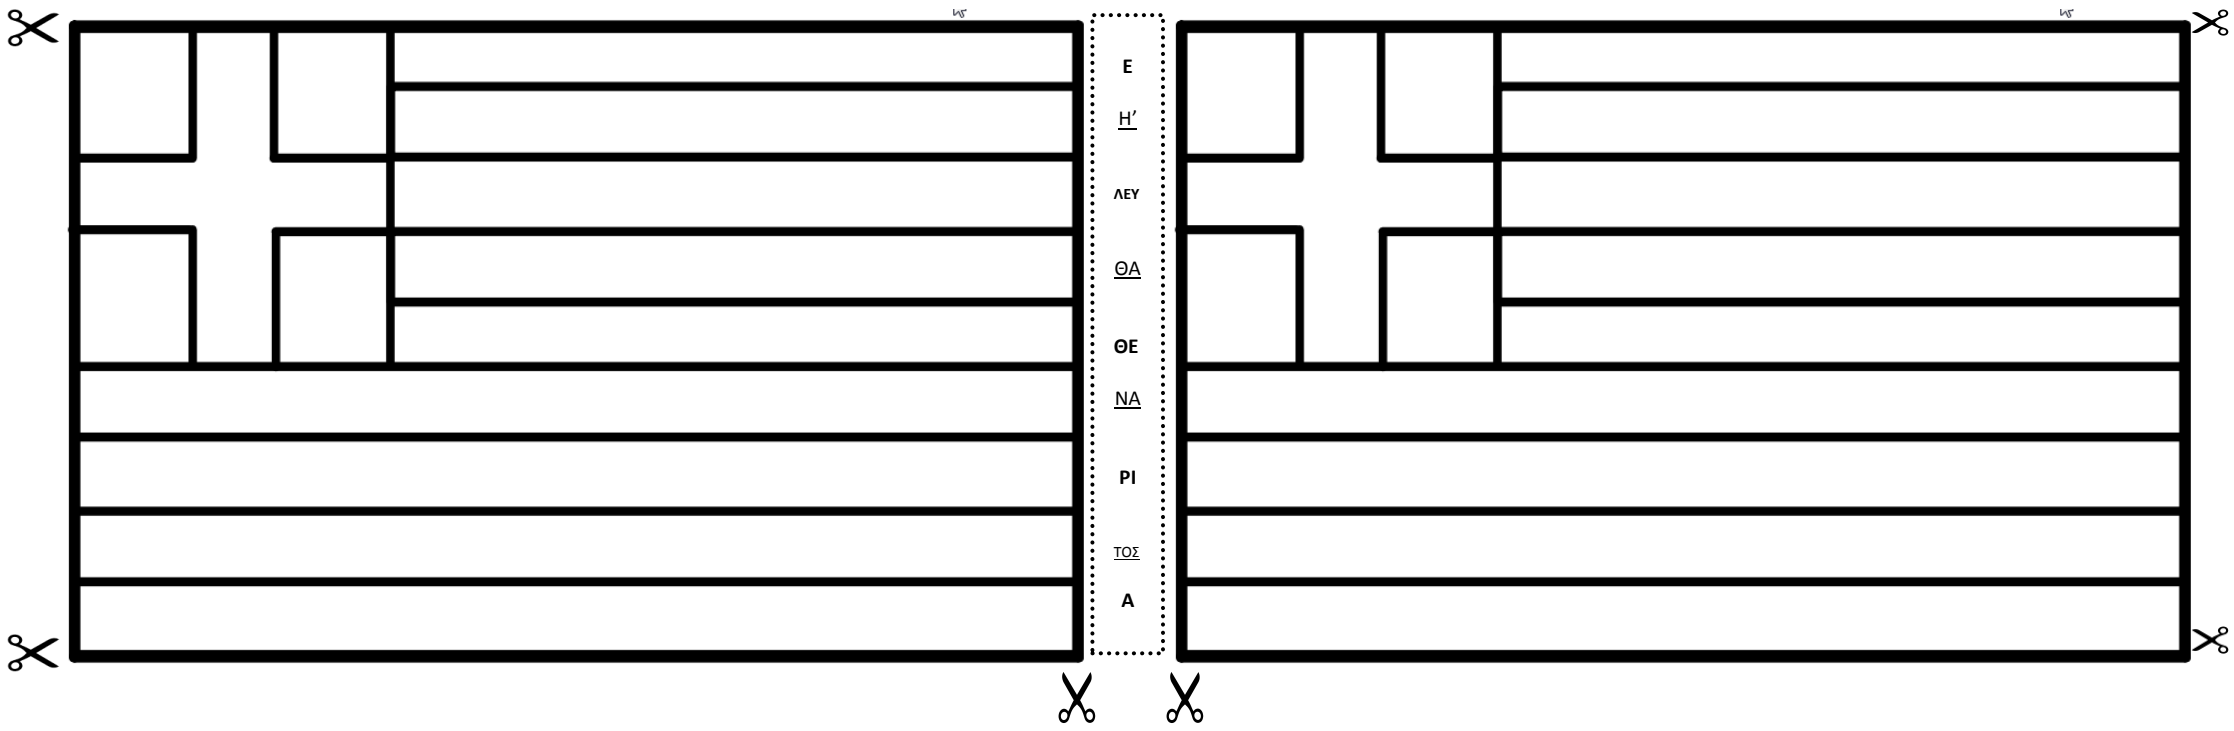 Ε
Η’
ΛΕΥ
ΘΑ
ΘΕ
ΝΑ
ΡΙ
ΤΟΣ
Α